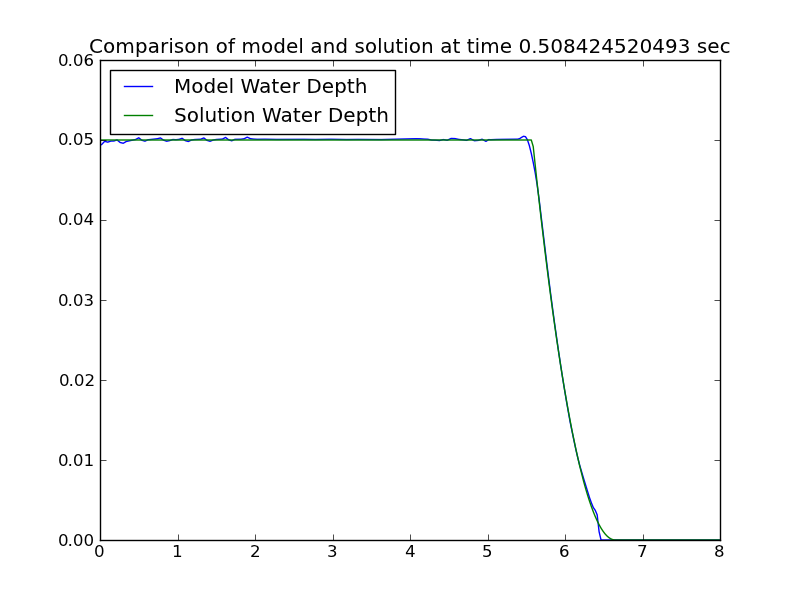 Comparison of model and solution at time 0.508424520493 sec
0.06
Model Water Depth
Solution Water Depth
0.05
0.04
0.03
0.02
0.01
0.00
0 1 2 3 4 5 6 7 8